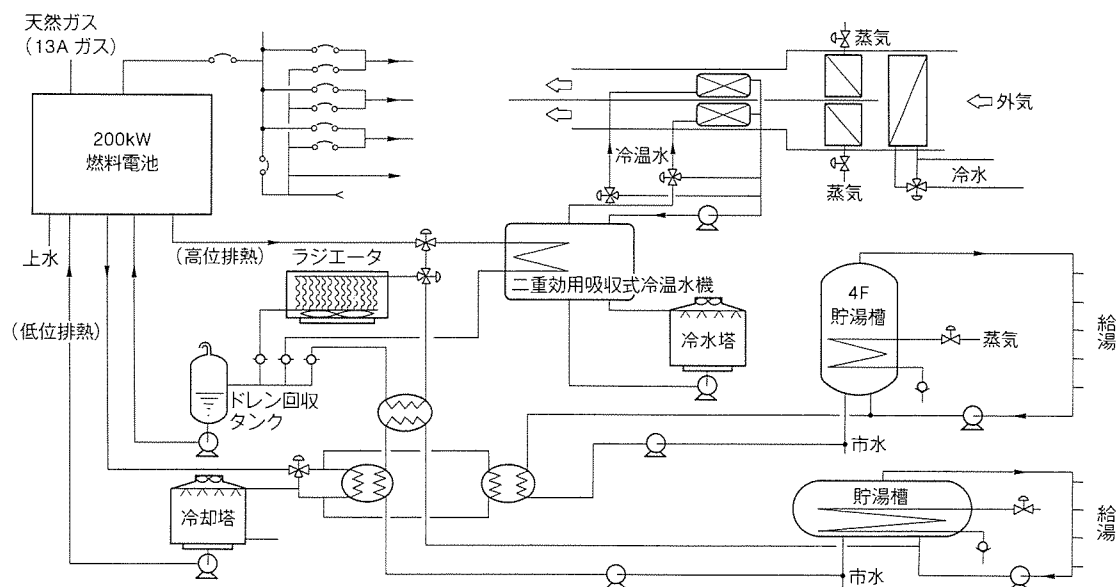 天然ガス
(13A ガス)
200kW
燃料電池
上水
(高位排熱)
(低位排熱)
ラジエータ
ドレン回収
タンク
冷却塔
二重効用吸収式冷温水機
冷水塔
冷温水
蒸気
蒸気
外気
冷水
4F
貯湯槽
蒸気
給湯
市水
貯湯槽
給湯
市水